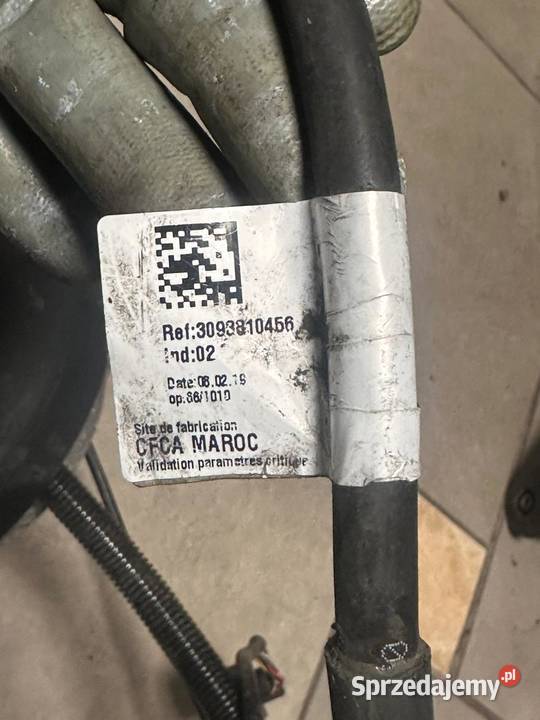 Ref:3093810456
Ind:02
Date:08.02.19
op:86/1010
Site de fabrication
CFCA MAROC
Validation parametres critique
Sprzedajemy.pl